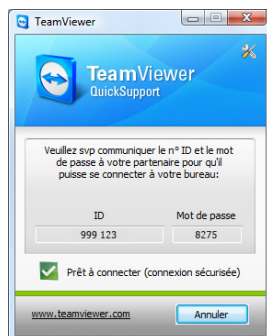 TeamViewer
TeamViewer
QuickSupport
Veuillez svp communiquer le n° ID et le mot
de passe à votre partenaire pour qu'il
puisse se connecter à votre bureau:
ID Mot de passe
999 123 8275
Prêt à connecter (connexion sécurisée)
www.teamviewer.com Annuler